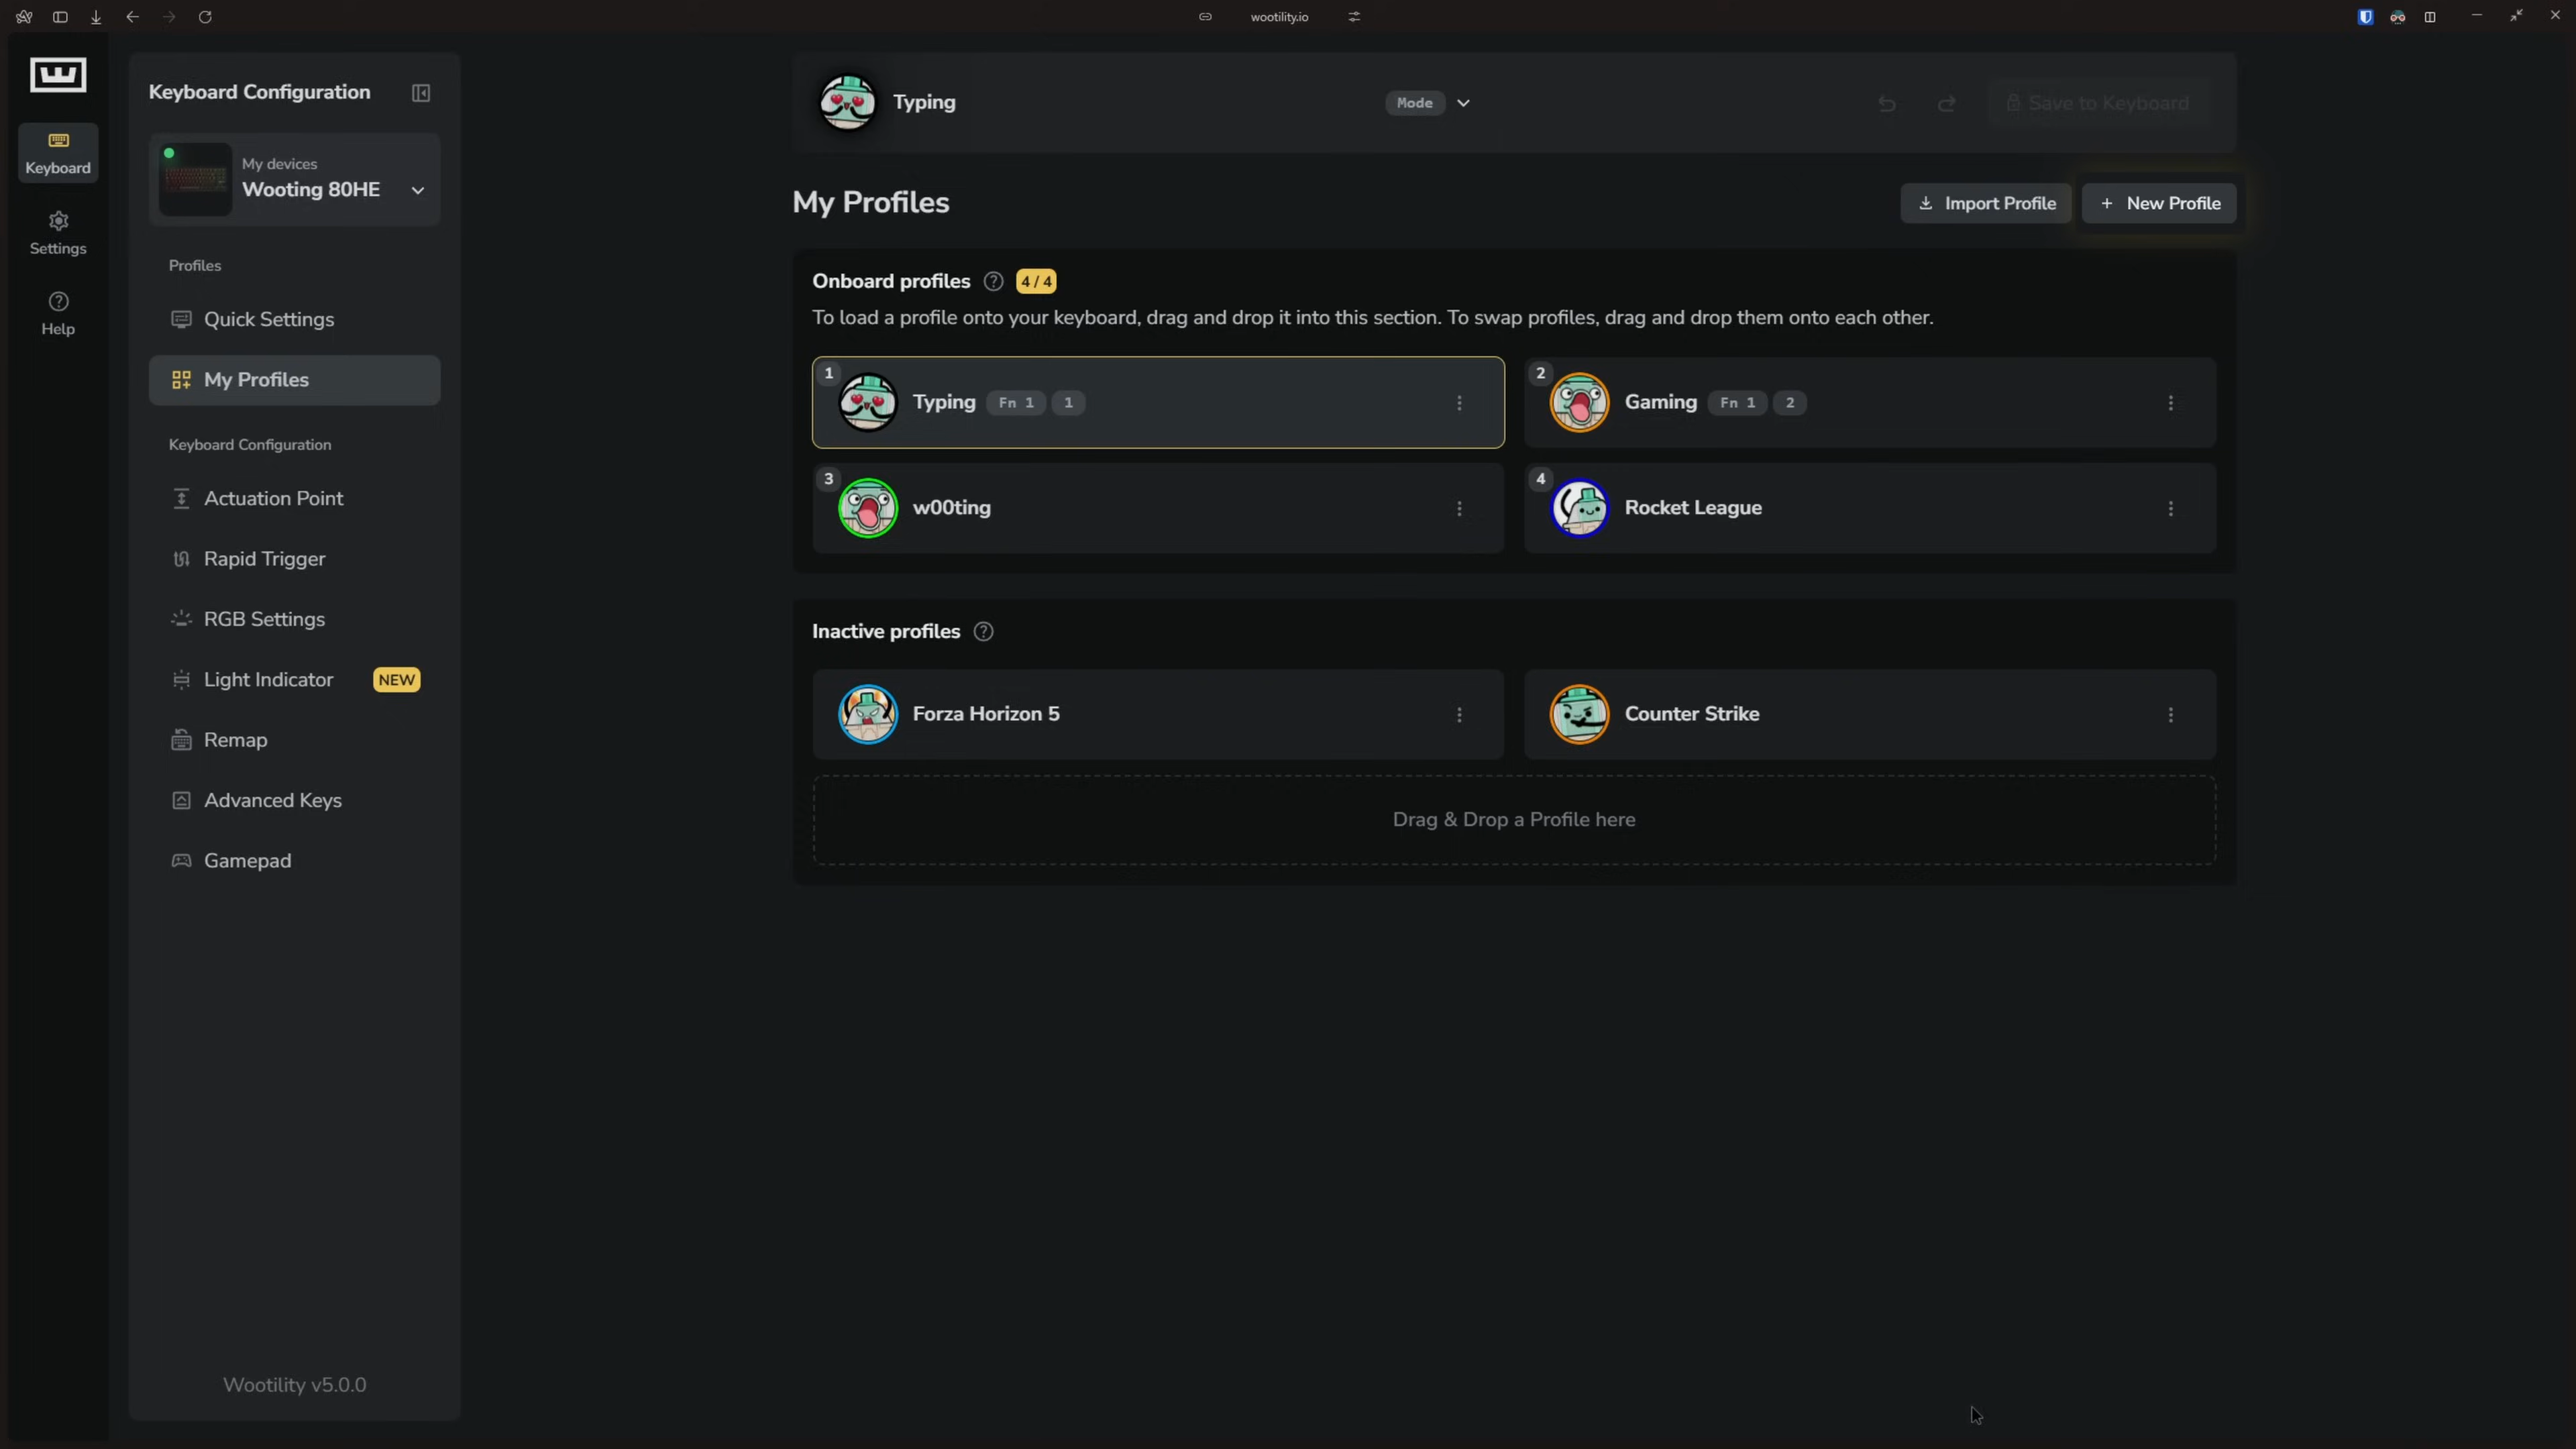 wootility.io
Keyboard
Settings
Help
Keyboard Configuration
My devices
Wooting 80HE
Profiles
Quick Settings
My Profiles
Keyboard Configuration
Actuation Point
Rapid Trigger
RGB Settings
Light Indicator NEW
Remap
Advanced Keys
Gamepad
Wootility v5.0.0
Typing Mode Save to Keyboard
My Profiles Import Profile + New Profile
Onboard profiles ? 4 / 4
To load a profile onto your keyboard, drag and drop it into this section. To swap profiles, drag and drop them onto each other.
1 Typing Fn 1 1
2 Gaming Fn 1 2
3 w00ting
4 Rocket League
Inactive profiles ?
Forza Horizon 5
Counter Strike
Drag & Drop a Profile here